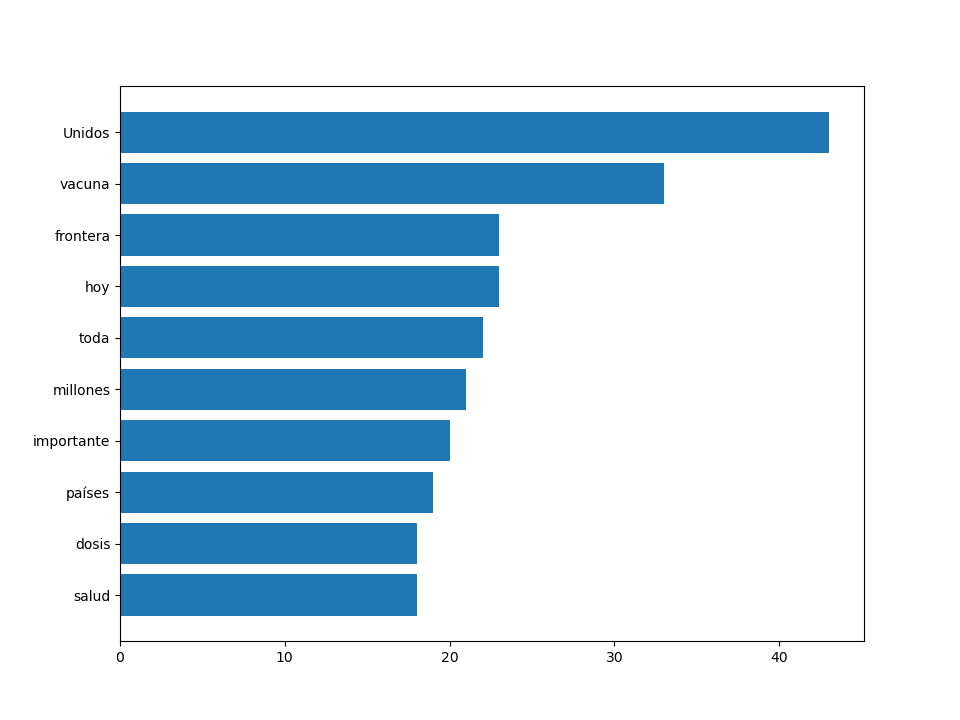 Unidos
vacuna
frontera
hoy
toda
millones
importante
países
dosis
salud
0 10 20 30 40